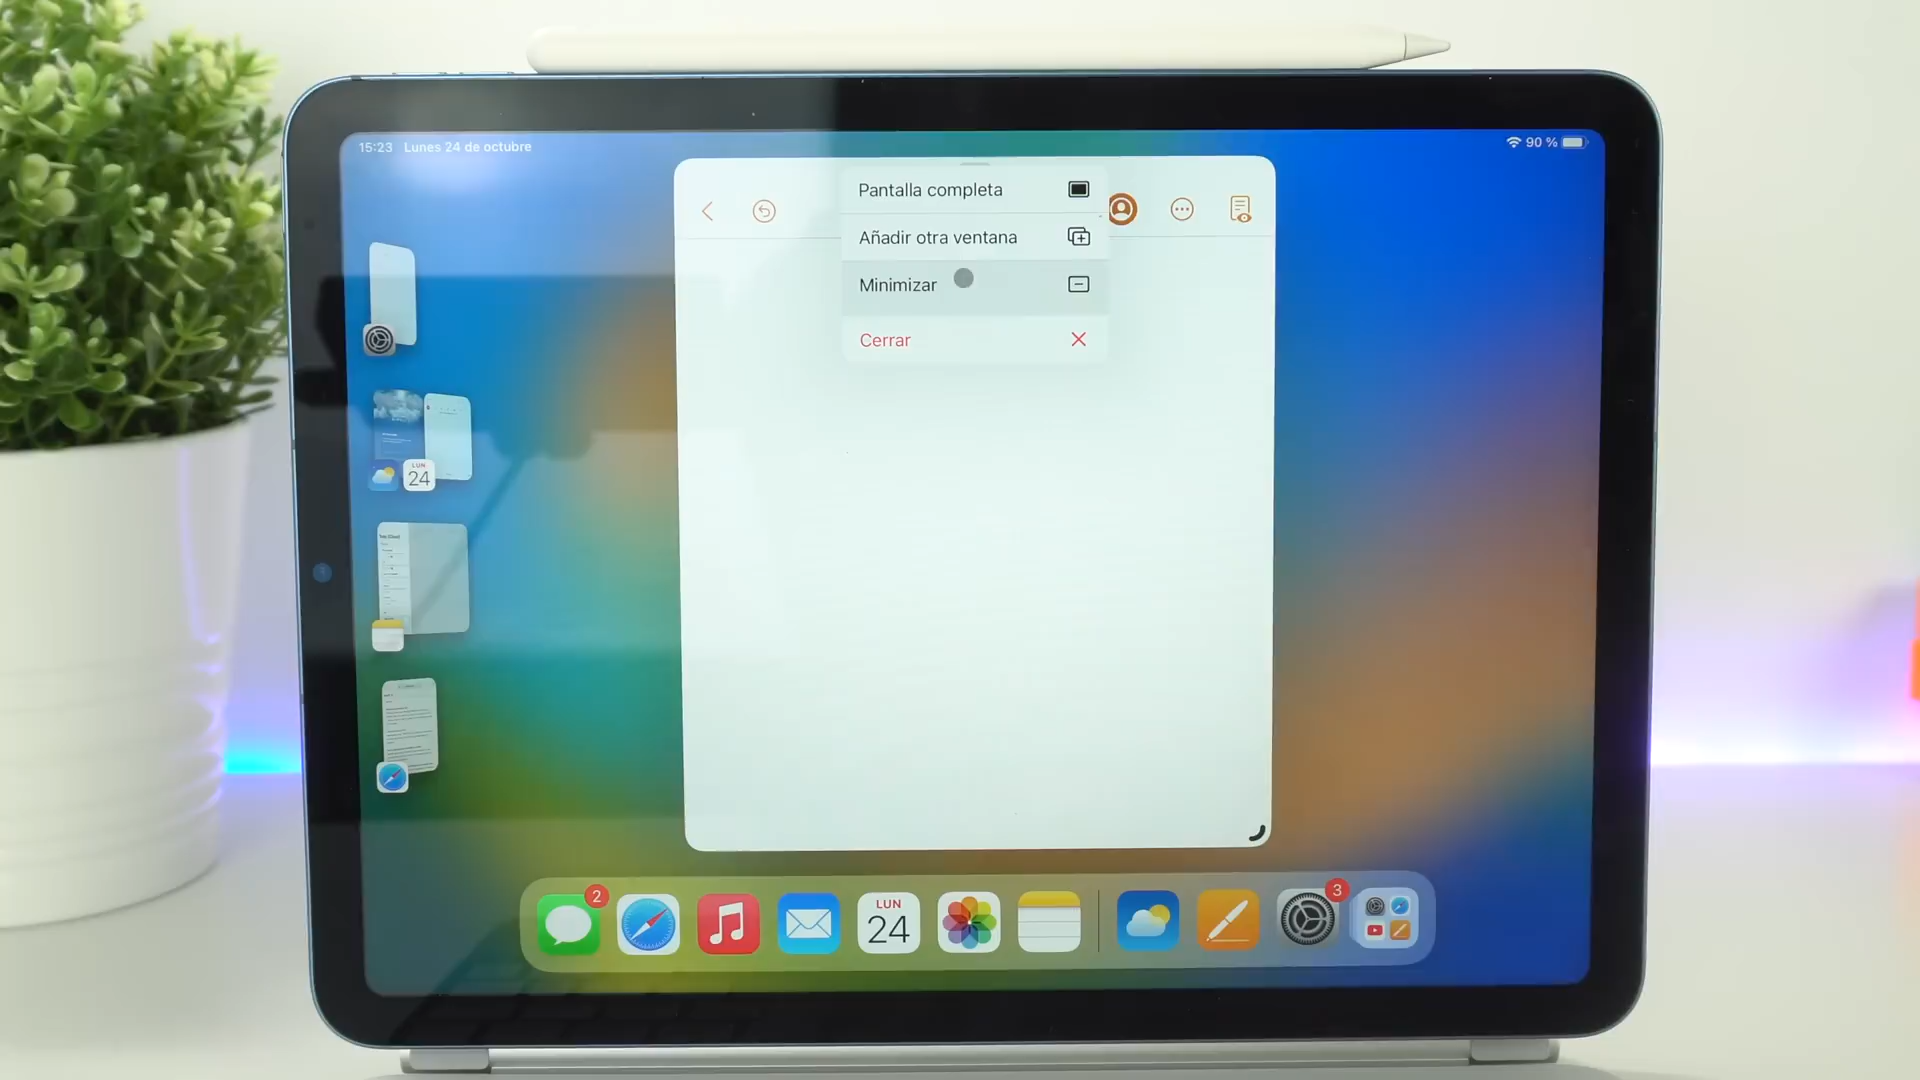 15:23 Lunes 24 de octubre
90 %
Pantalla completa
Añadir otra ventana
Minimizar
Cerrar
LUN
24
2
LUN
24
3